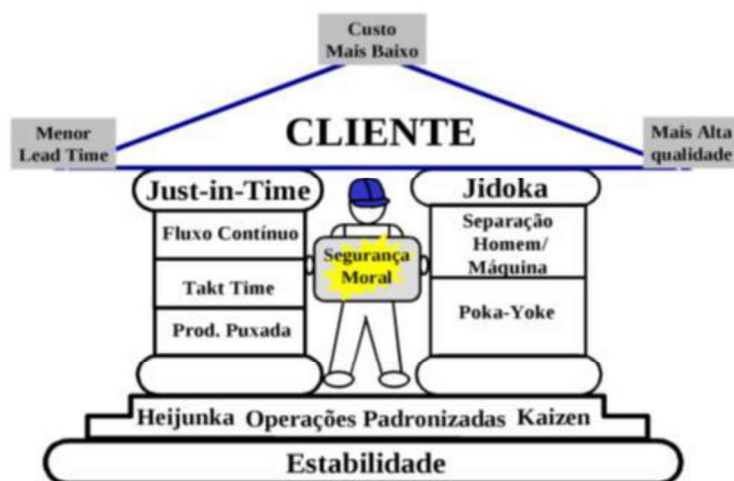 Custo
Mais Baixo
CLIENTE
Menor
Lead Time
Mais Alta
qualidade
Just-in-Time
Fluxo Contínuo
Takt Time
Prod. Puxada
Segurança
Moral
Jidoka
Separação
Homem/
Máquina
Poka-Yoke
Heijunka Operações Padronizadas Kaizen
Estabilidade